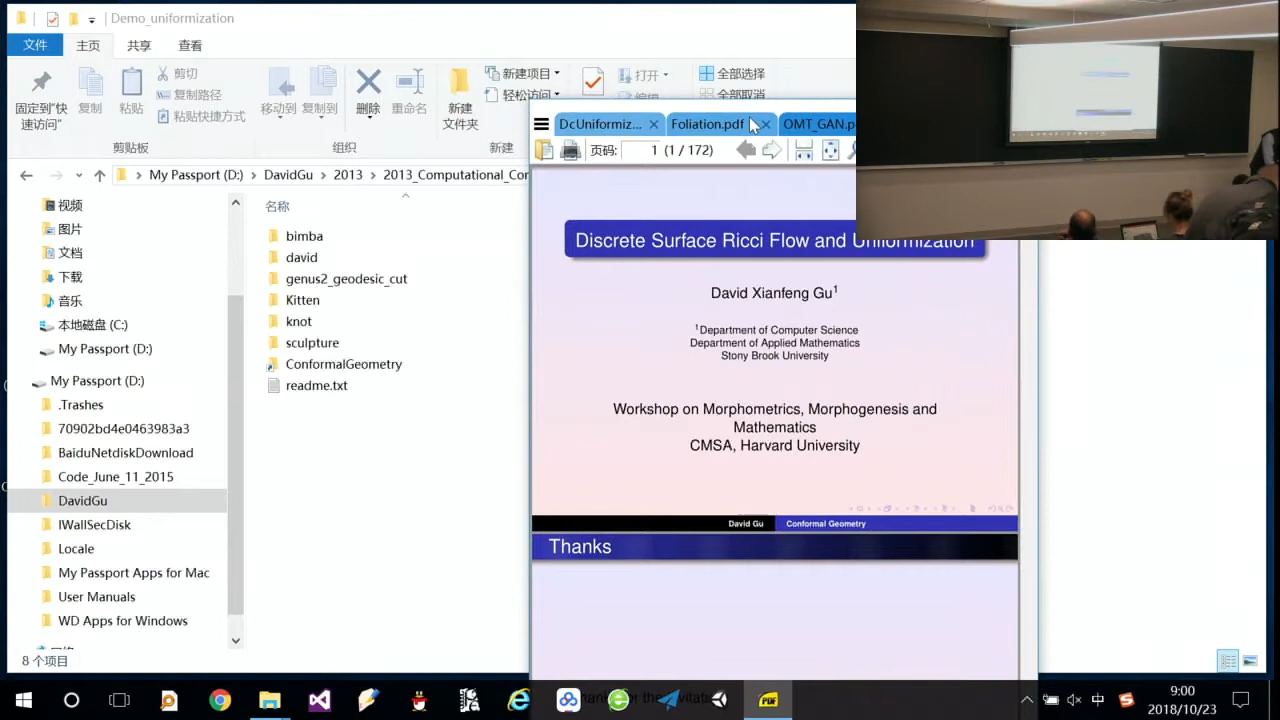 Demo_uniformization
文件 主页 共享 查看
固定到"快
速访问"
复制
粘贴
剪切
复制路径
粘贴快捷方式
移动到
复制到
删除
重命名
新建
文件夹
新建项目
轻松访问
打开
编辑
全部选择
全部取消
剪贴板
组织
新建
My Passport (D:) DavidGu 2013 2013_Computational_Con
视频
图片
文档
下载
音乐
本地磁盘 (C:)
My Passport (D:)
My Passport (D:)
.Trashes
70902bd4e0463983a3
BaiduNetdiskDownload
Code_June_11_2015
DavidGu
IWallSecDisk
Locale
My Passport Apps for Mac
User Manuals
WD Apps for Windows
8 个项目
名称
bimba
david
genus2_geodesic_cut
Kitten
knot
sculpture
ConformalGeometry
readme.txt
DcUniformiz... Foliation.pdf OMT_GAN.p
页码: 1 (1 / 172)
Discrete Surface Ricci Flow and Uniformization
David Xianfeng Gu1
1Department of Computer Science
Department of Applied Mathematics
Stony Brook University
Workshop on Morphometrics, Morphogenesis and
Mathematics
CMSA, Harvard University
David Gu Conformal Geometry
Thanks
中
9:00
2018/10/23